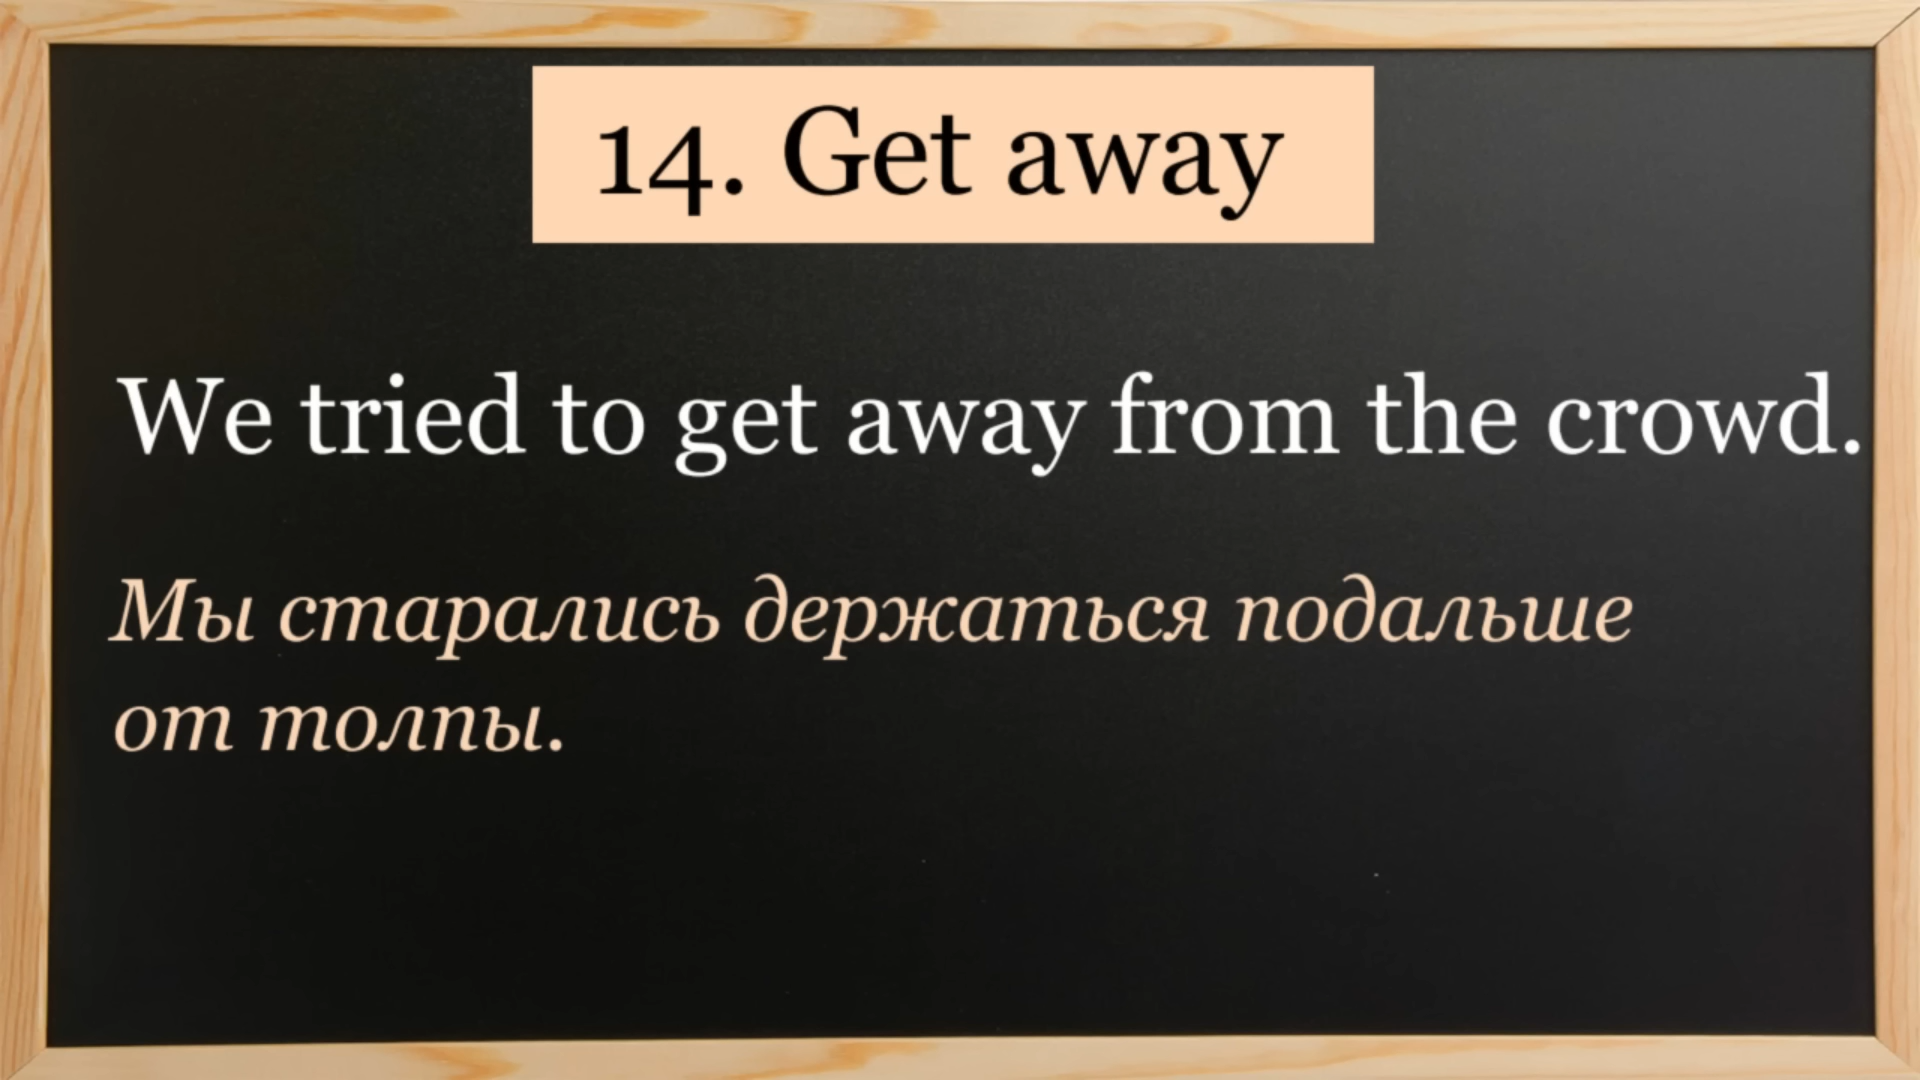 14. Get away
We tried to get away from the crowd.
Мы старались держаться подальше
от толпы.